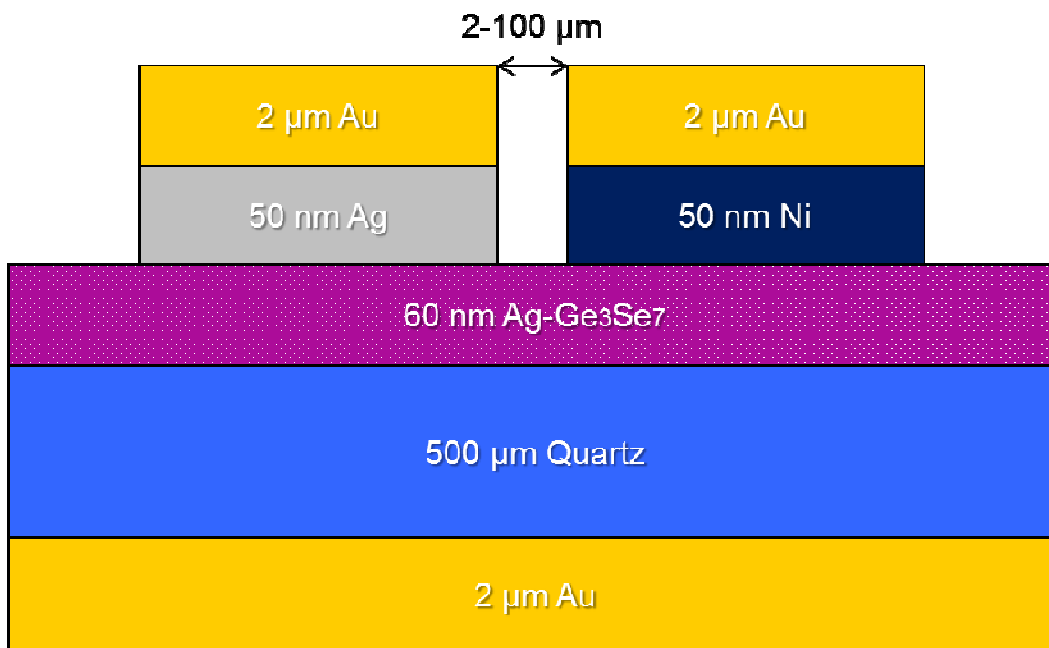 2-100 µm
2 µm Au
2 µm Au
50 nm Ag
50 nm Ni
60 nm Ag-Ge3Se7
500 µm Quartz
2 µm Au